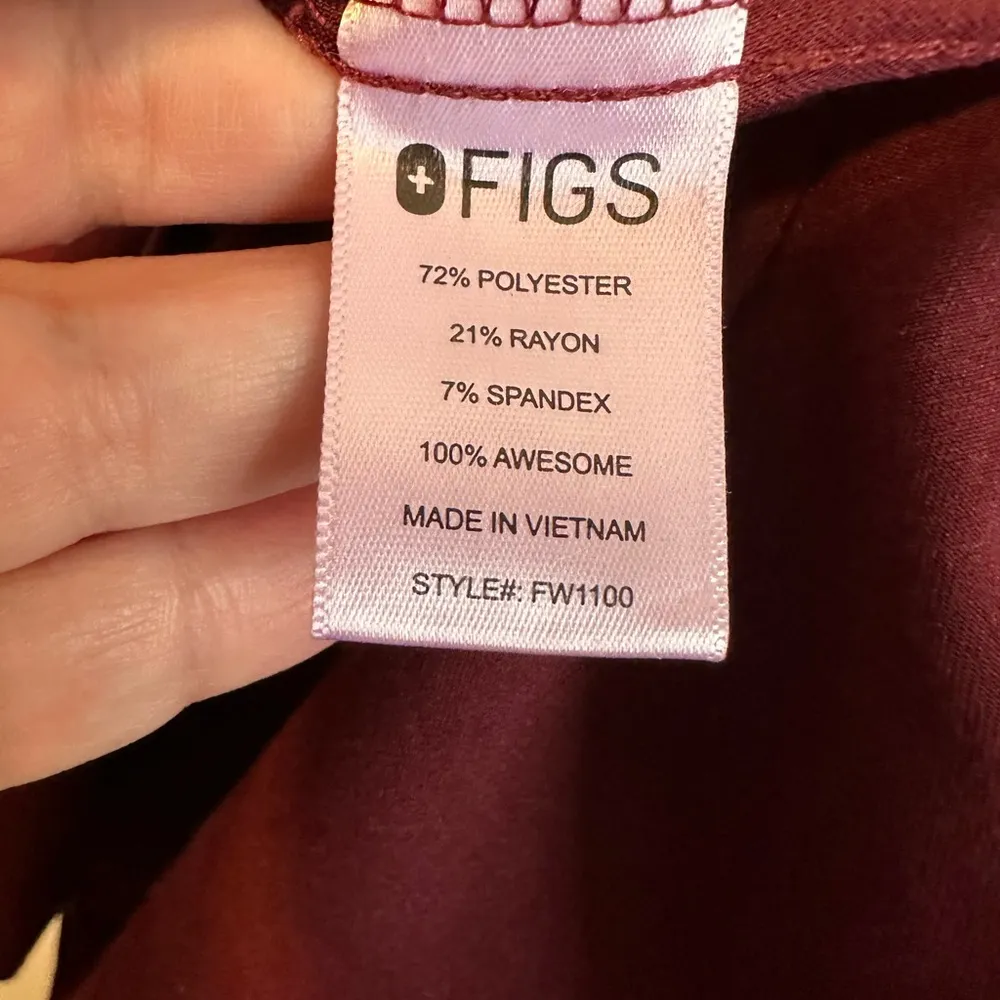 FIGS
72% POLYESTER
21% RAYON
7% SPANDEX
100% AWESOME
MADE IN VIETNAM
STYLE#: FW1100